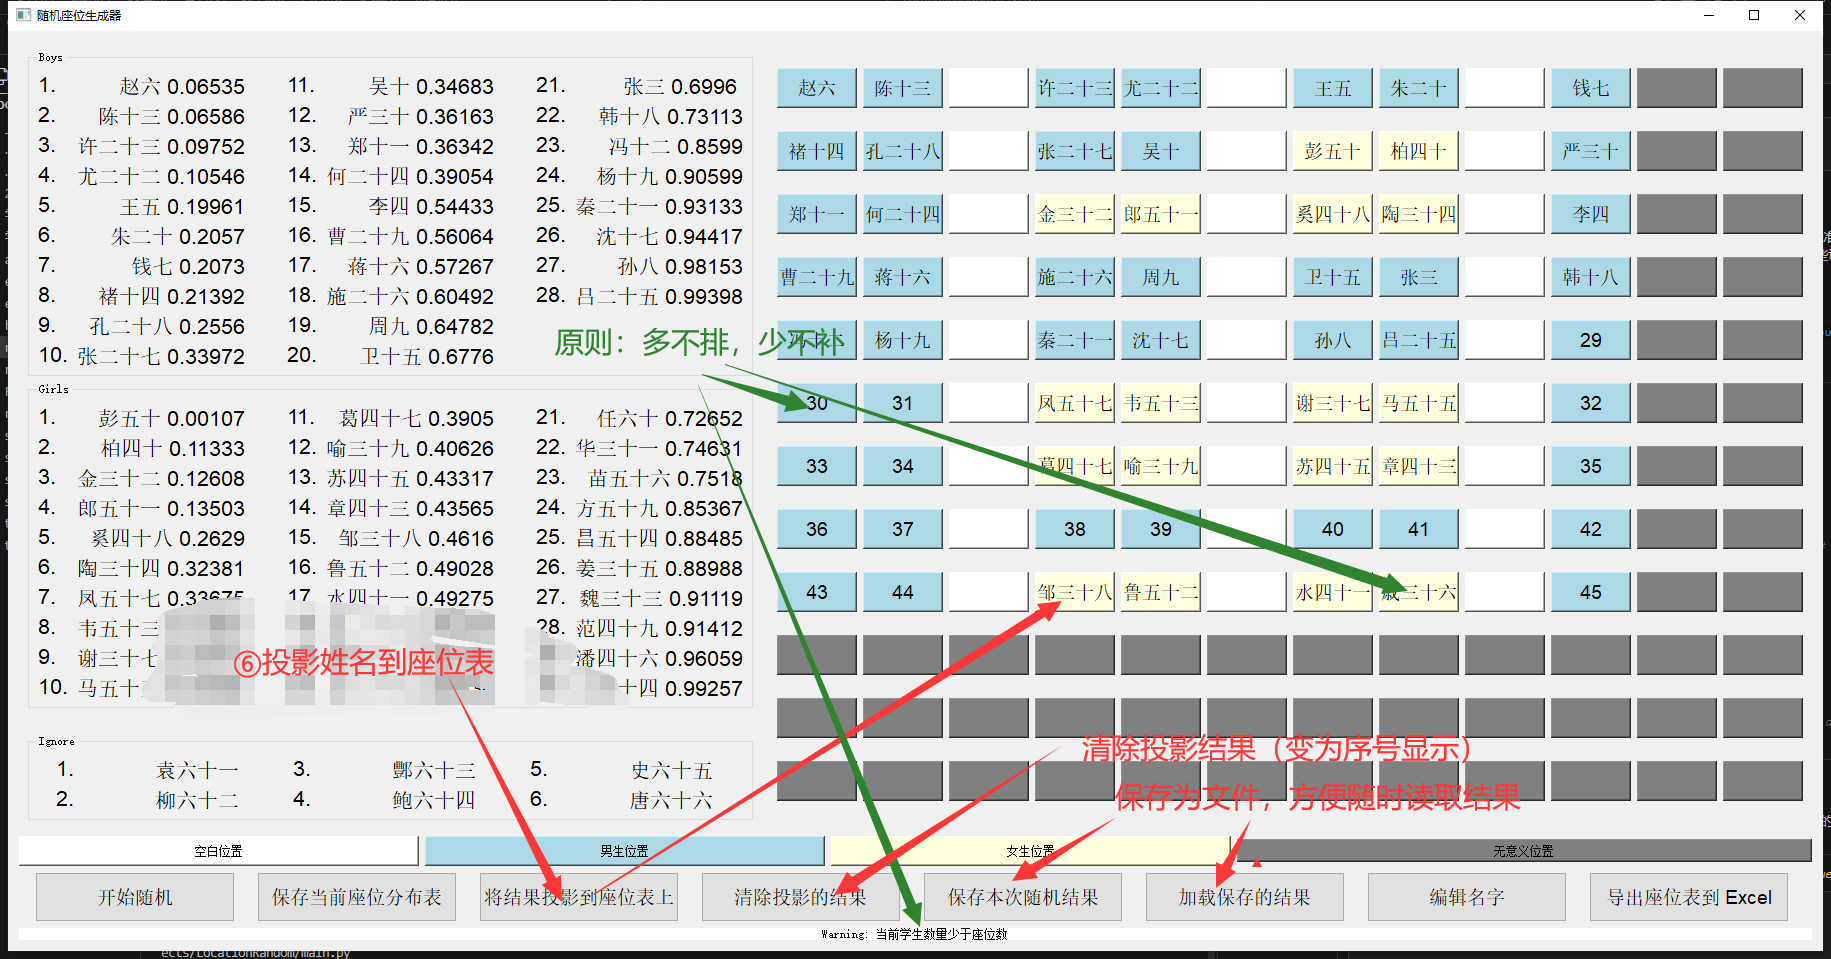 随机座位生成器
Boys
1. 赵六 0.06535 11. 吴十 0.34683 21. 张三 0.6996
2. 陈十三 0.06586 12. 严三十 0.36163 22. 韩十八 0.73113
3. 许二十三 0.09752 13. 郑十一 0.36342 23. 冯十二 0.8599
4. 尤二十二 0.10546 14. 何二十四 0.39054 24. 杨十九 0.90599
5. 王五 0.19961 15. 李四 0.54433 25. 秦二十一 0.93133
6. 朱二十 0.2057 16. 曹二十九 0.56064 26. 沈十七 0.94417
7. 钱七 0.2073 17. 蒋十六 0.57267 27. 孙八 0.98153
8. 褚十四 0.21392 18. 施二十六 0.60492 28. 吕二十五 0.99398
9. 孔二十八 0.2556 19. 周九 0.64782
10. 张二十七 0.33972 20. 卫十五 0.6776
原则：多不排，少不补
Girls
1. 彭五十 0.00107 11. 葛四十七 0.3905 21. 任六十 0.72652
2. 柏四十 0.11333 12. 喻三十九 0.40626 22. 华三十一 0.74631
3. 金三十二 0.12608 13. 苏四十五 0.43317 23. 苗五十六 0.7518
4. 郎五十一 0.13503 14. 章四十三 0.43565 24. 方五十九 0.85367
5. 奚四十八 0.2629 15. 邹三十八 0.4616 25. 昌五十四 0.88485
6. 陶三十四 0.32381 16. 鲁五十二 0.49028 26. 姜三十五 0.88988
7. 凤五十七 0.33675 17. 水四十一 0.49275 27. 魏三十三 0.91119
8. 韦五十三 28. 范四十九 0.91412
9. 谢三十七 潘四十六 0.96059
10. 马五十 十四 0.99257
⑥投影姓名到座位表
Ignore
1. 袁六十一 3. 酆六十三 5. 史六十五
2. 柳六十二 4. 鲍六十四 6. 唐六十六
赵六 陈十三 许二十三 尤二十二 王五 朱二十 钱七
褚十四 孔二十八 张二十七 吴十 彭五十 柏四十 严三十
郑十一 何二十四 金三十二 郎五十一 奚四十八 陶三十四 李四
曹二十九 蒋十六 施二十六 周九 卫十五 张三 韩十八
冯十二 杨十九 秦二十一 沈十七 孙八 吕二十五 29
30 31 凤五十七 韦五十三 谢三十七 马五十五 32
33 34 葛四十七 喻三十九 苏四十五 章四十三 35
36 37 38 39 40 41 42
43 44 邹三十八 鲁五十二 水四十一 戚三十六 45
清除投影结果（变为序号显示）
保存为文件，方便随时读取结果
空白位置 男生位置 女生位置 无意义位置
开始随机 保存当前座位分布表 将结果投影到座位表上 清除投影的结果 保存本次随机结果 加载保存的结果 编辑名字 导出座位表到 Excel
Warning: 当前学生数量少于座位数
ects/LocationRandom/main.py